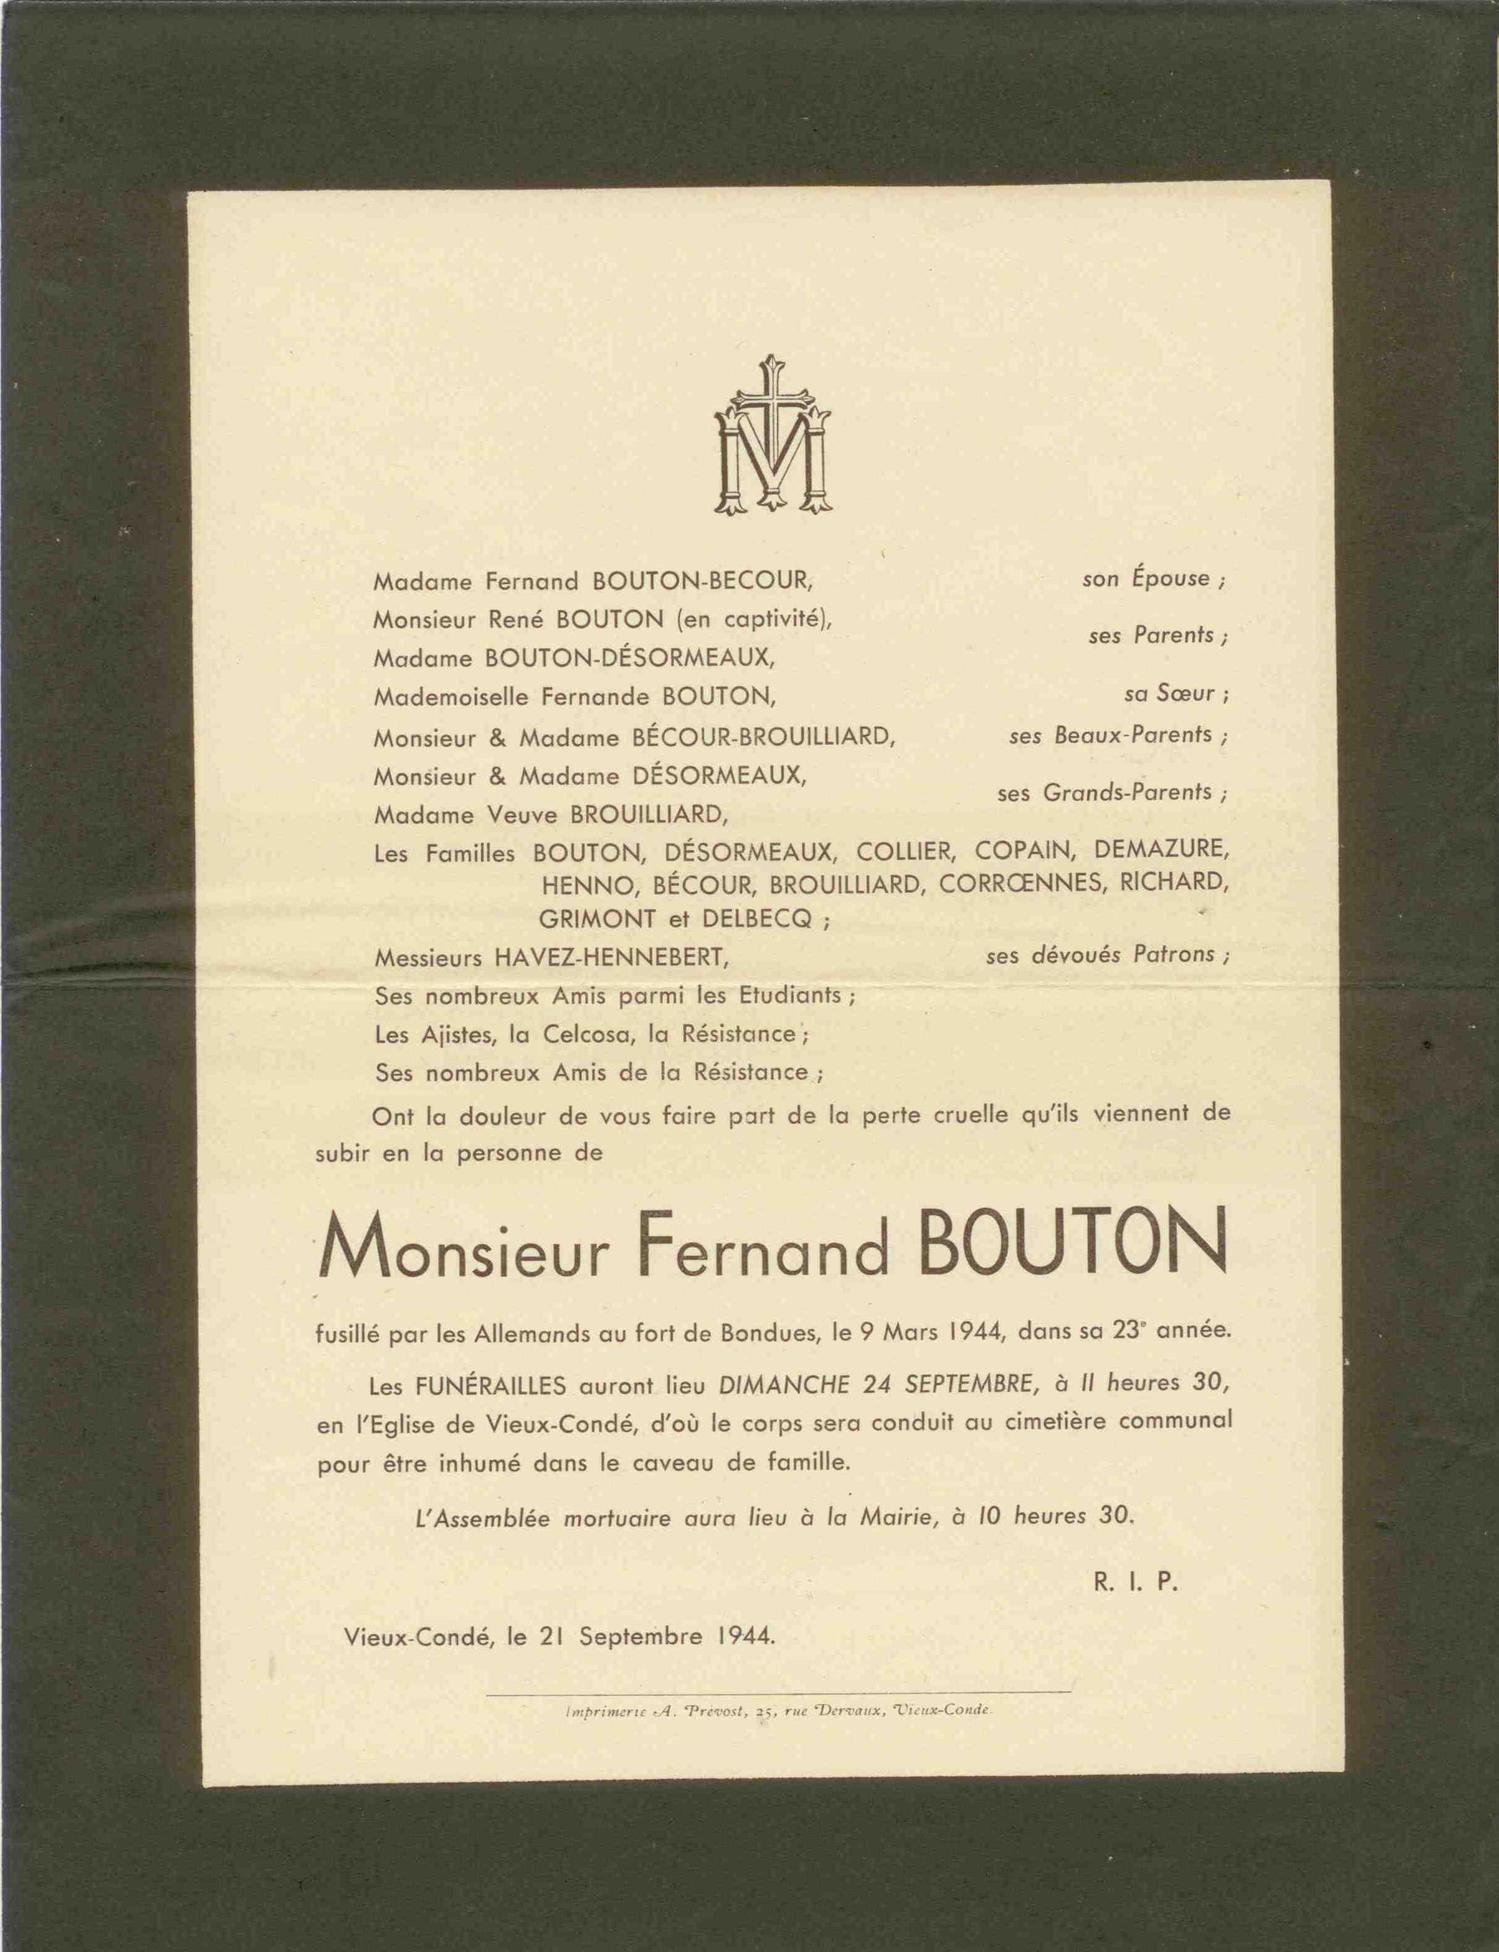 M
Madame Fernand BOUTON-BECOUR, son Épouse ;
Monsieur René BOUTON (en captivité),
ses Parents ;
Madame BOUTON-DÉSORMEAUX,
Mademoiselle Fernande BOUTON, sa Sœur ;
Monsieur & Madame BÉCOUR-BROUILLIARD, ses Beaux-Parents ;
Monsieur & Madame DÉSORMEAUX,
ses Grands-Parents ;
Madame Veuve BROUILLIARD,
Les Familles BOUTON, DÉSORMEAUX, COLLIER, COPAIN, DEMAZURE,
HENNO, BÉCOUR, BROUILLIARD, CORRŒNNES, RICHARD,
GRIMONT et DELBECQ ;
Messieurs HAVEZ-HENNEBERT, ses dévoués Patrons ;
Ses nombreux Amis parmi les Etudiants ;
Les Ajistes, la Celcosa, la Résistance ;
Ses nombreux Amis de la Résistance ;
Ont la douleur de vous faire part de la perte cruelle qu'ils viennent de
subir en la personne de
Monsieur Fernand BOUTON
fusillé par les Allemands au fort de Bondues, le 9 Mars 1944, dans sa 23e année.
Les FUNÉRAILLES auront lieu DIMANCHE 24 SEPTEMBRE, à 11 heures 30,
en l'Eglise de Vieux-Condé, d'où le corps sera conduit au cimetière communal
pour être inhumé dans le caveau de famille.
L'Assemblée mortuaire aura lieu à la Mairie, à 10 heures 30.
R. I. P.
Vieux-Condé, le 21 Septembre 1944.
Imprimerie A. Prévost, 25, rue Dervaux, Vieux-Condé.